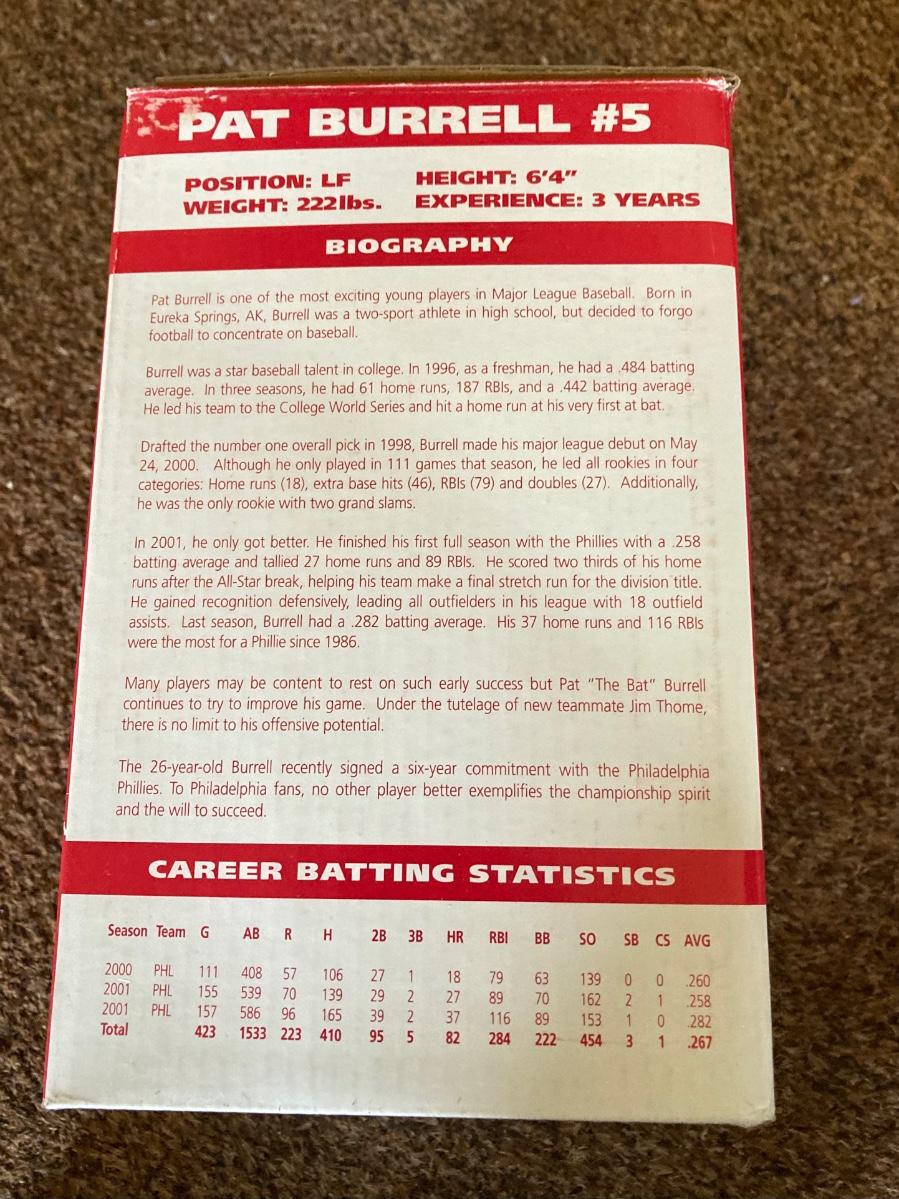 PAT BURRELL #5
POSITION: LF HEIGHT: 6'4"
WEIGHT: 222lbs. EXPERIENCE: 3 YEARS
BIOGRAPHY
Pat Burrell is one of the most exciting young players in Major League Baseball. Born in
Eureka Springs, AK, Burrell was a two-sport athlete in high school, but decided to forgo
football to concentrate on baseball.
Burrell was a star baseball talent in college. In 1996, as a freshman, he had a .484 batting
average. In three seasons, he had 61 home runs, 187 RBIs, and a .442 batting average.
He led his team to the College World Series and hit a home run at his very first at bat.
Drafted the number one overall pick in 1998, Burrell made his major league debut on May
24, 2000. Although he only played in 111 games that season, he led all rookies in four
categories: Home runs (18), extra base hits (46), RBIs (79) and doubles (27). Additionally,
he was the only rookie with two grand slams.
In 2001, he only got better. He finished his first full season with the Phillies with a .258
batting average and tallied 27 home runs and 89 RBIs. He scored two thirds of his home
runs after the All-Star break, helping his team make a final stretch run for the division title.
He gained recognition defensively, leading all outfielders in his league with 18 outfield
assists. Last season, Burrell had a .282 batting average. His 37 home runs and 116 RBIs
were the most for a Phillie since 1986.
Many players may be content to rest on such early success but Pat "The Bat" Burrell
continues to try to improve his game. Under the tutelage of new teammate Jim Thome,
there is no limit to his offensive potential.
The 26-year-old Burrell recently signed a six-year commitment with the Philadelphia
Phillies. To Philadelphia fans, no other player better exemplifies the championship spirit
and the will to succeed.
CAREER BATTING STATISTICS
Season Team G AB R H 2B 3B HR RBI BB SO SB CS AVG
2000 PHL 111 408 57 106 27 1 18 79 63 139 0 0 .260
2001 PHL 155 539 70 139 29 2 27 89 70 162 2 1 .258
2001 PHL 157 586 96 165 39 2 37 116 89 153 1 0 .282
Total 423 1533 223 410 95 5 82 284 222 454 3 1 .267